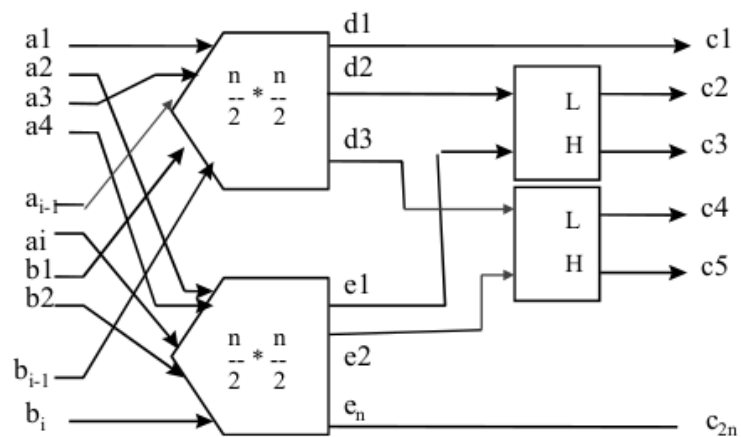 a1
a2
a3
a4
a_{i-1}
ai
b1
b2
b_{i-1}
b_i
n n
-- * --
2 2
d1
d2
d3
n n
-- * --
2 2
e1
e2
e_n
L
H
L
H
c1
c2
c3
c4
c5
c_{2n}